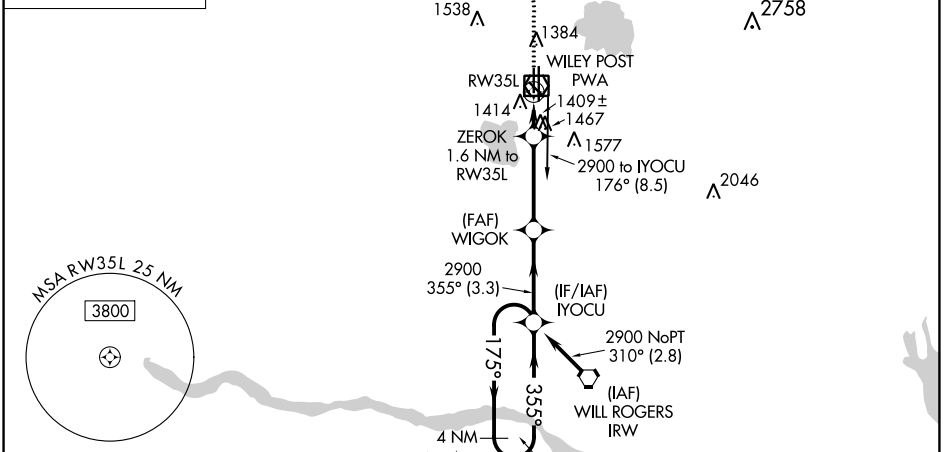 1538
2758
1384
WILEY POST
PWA
RW35L
1414
1409±
1467
ZEROK
1.6 NM to
RW35L
1577
2900 to IYOCU
176° (8.5)
2046
(FAF)
WIGOK
MSA RW35L 25 NM
3800
2900
355° (3.3)
(IF/IAF)
IYOCU
2900 NoPT
310° (2.8)
175°
355°
(IAF)
WILL ROGERS
IRW
4 NM